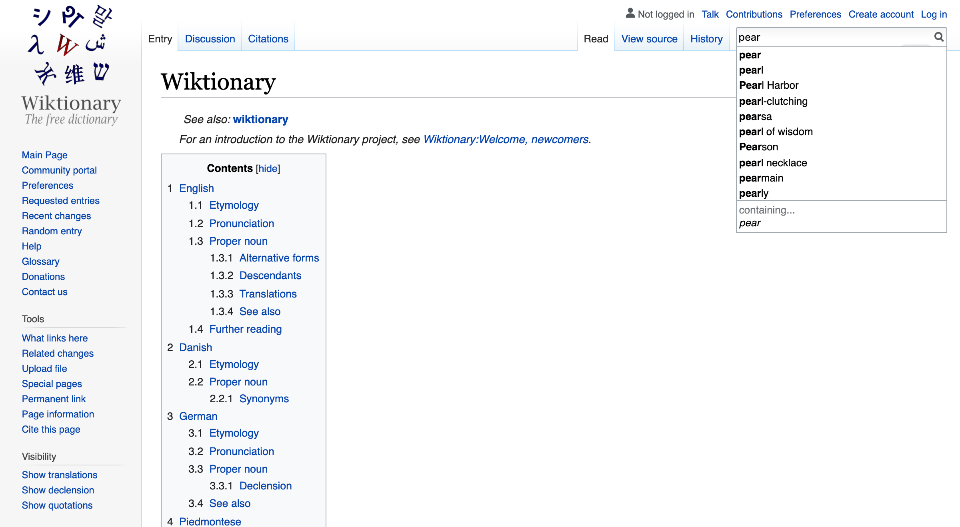 シ Я 말
λ W ش
维 ש
Wiktionary
The free dictionary
Not logged in Talk Contributions Preferences Create account Log in
Entry Discussion Citations
Read View source History
pear
pear
pearl
Pearl Harbor
pearl-clutching
pearsa
pearl of wisdom
Pearson
pearl necklace
pearmain
pearly
containing...
pear
Wiktionary
See also: wiktionary
For an introduction to the Wiktionary project, see Wiktionary:Welcome, newcomers.
Contents [hide]
1 English
1.1 Etymology
1.2 Pronunciation
1.3 Proper noun
1.3.1 Alternative forms
1.3.2 Descendants
1.3.3 Translations
1.3.4 See also
1.4 Further reading
2 Danish
2.1 Etymology
2.2 Proper noun
2.2.1 Synonyms
3 German
3.1 Etymology
3.2 Pronunciation
3.3 Proper noun
3.3.1 Declension
3.4 See also
4 Piedmontese
Main Page
Community portal
Preferences
Requested entries
Recent changes
Random entry
Help
Glossary
Donations
Contact us
Tools
What links here
Related changes
Upload file
Special pages
Permanent link
Page information
Cite this page
Visibility
Show translations
Show declension
Show quotations